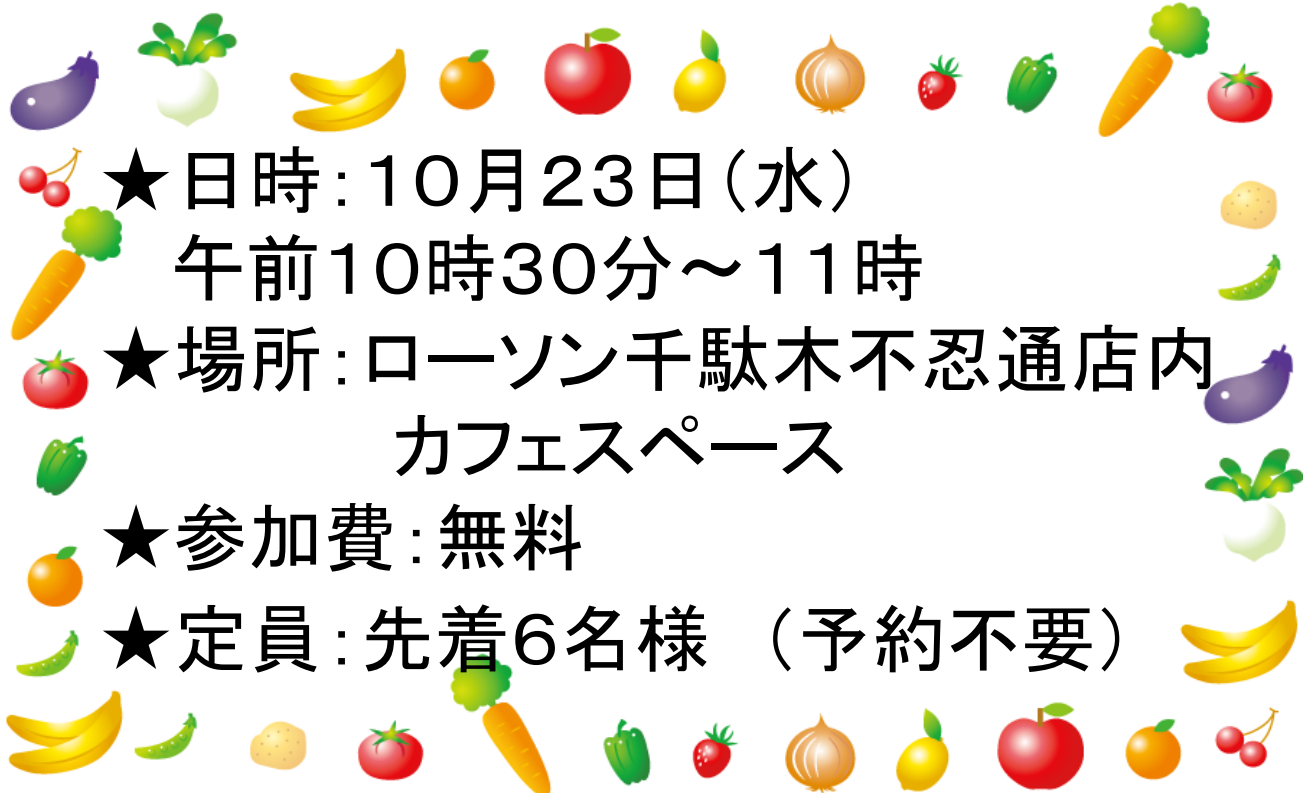 ★日時：１０月２３日（水）
午前１０時３０分～１１時
★場所：ローソン千駄木不忍通店内
カフェスペース
★参加費：無料
★定員：先着６名様　（予約不要）